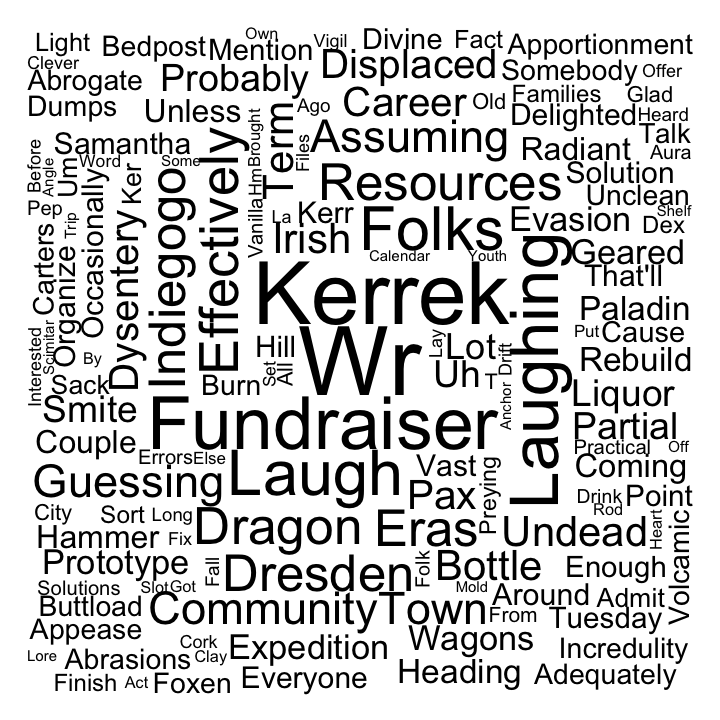 Own
Light
Bedpost
Mention
Vigil
Divine
Fact
Apportionment
Clever
Abrogate
Probably
Displaced
Somebody
Offer
Dumps
Unless
Term
Ago
Career
Old
Families
Glad
Samantha
Assuming
Delighted
Heard
Talk
Before
Angle
Um
Word
Some
Effectively
Hm
Brought
Files
Radiant
Aura
Solution
Pep
Trip
Occasionally
Ker
Indiegogo
Vanilla
La
Kerr
Resources
Unclean
Shelf
Carters
Organize
Dysentery
Irish
Folks
Evasion
Dex
Calendar
Youth
Laughing
Geared
That'll
Kerrek
Paladin
Interested
Scimitar
By
Hill
Wr
Lay
Lot
Drift
Put
Cause
Sack
Burn
Set
All
Uh
T
Anchor
Rebuild
Smite
Fundraiser
Liquor
Couple
Partial
Errors
Else
Laugh
Vast
Practical
Off
Guessing
Pax
Preying
Coming
City
Sort
Long
Drink
Rod
Point
Hammer
Fix
Dragon
Eras
Undead
Heart
Volcamic
Prototype
Fall
Dresden
Folk
Bottle
Enough
Solutions
Slot
Got
Mold
Around
Admit
Buttload
Community
Town
From
Tuesday
Appease
Cork
Expedition
Wagons
Incredulity
Lore
Abrasions
Clay
Finish
Act
Foxen
Everyone
Heading
Adequately